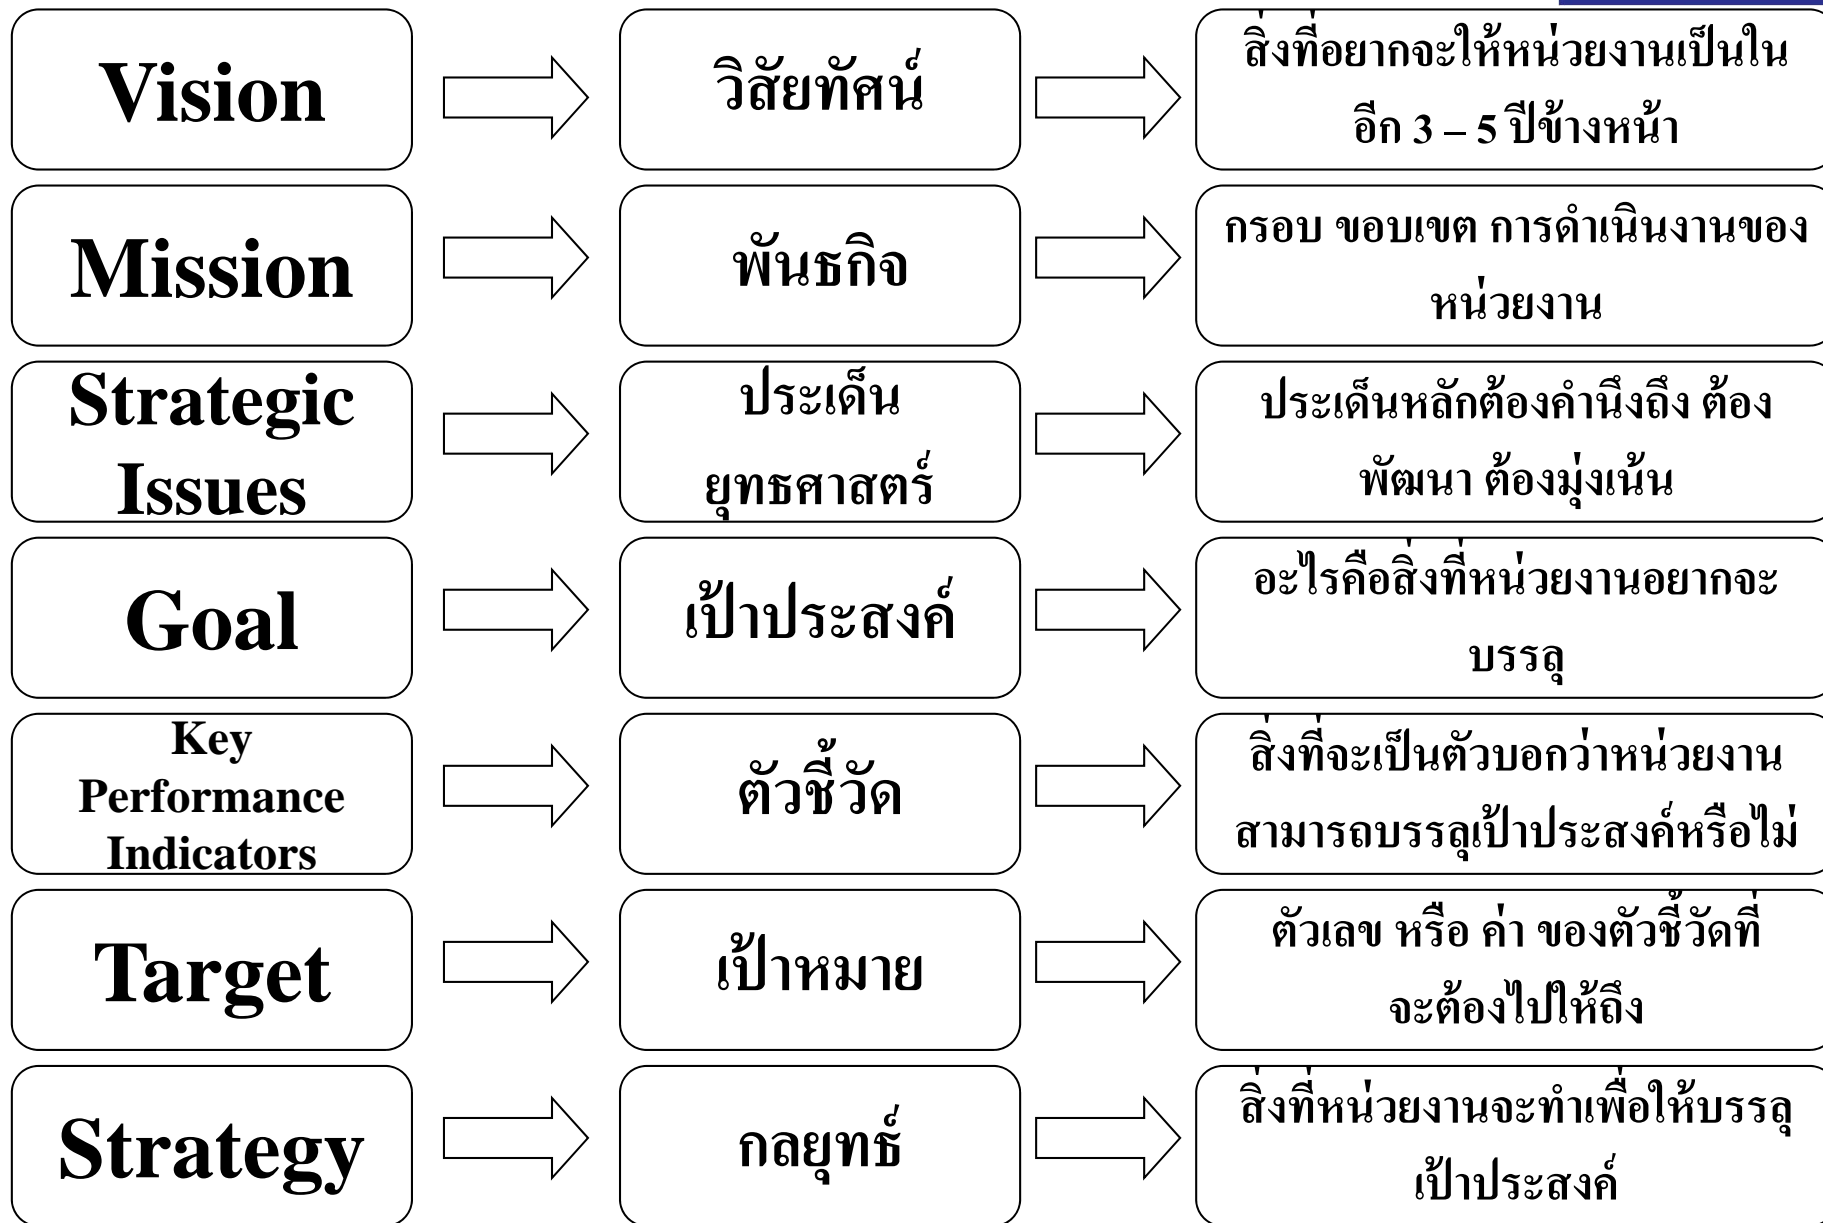 Vision
วิสัยทัศน์
สิ่งที่อยากจะให้หน่วยงานเป็นใน
อีก 3 – 5 ปีข้างหน้า
Mission
พันธกิจ
กรอบ ขอบเขต การดำเนินงานของ
หน่วยงาน
Strategic
Issues
ประเด็น
ยุทธศาสตร์
ประเด็นหลักต้องคำนึงถึง ต้อง
พัฒนา ต้องมุ่งเน้น
Goal
เป้าประสงค์
อะไรคือสิ่งที่หน่วยงานอยากจะ
บรรลุ
Key
Performance
Indicators
ตัวชี้วัด
สิ่งที่จะเป็นตัวบอกว่าหน่วยงาน
สามารถบรรลุเป้าประสงค์หรือไม่
Target
เป้าหมาย
ตัวเลข หรือ ค่า ของตัวชี้วัดที่
จะต้องไปให้ถึง
Strategy
กลยุทธ์
สิ่งที่หน่วยงานจะทำเพื่อให้บรรลุ
เป้าประสงค์